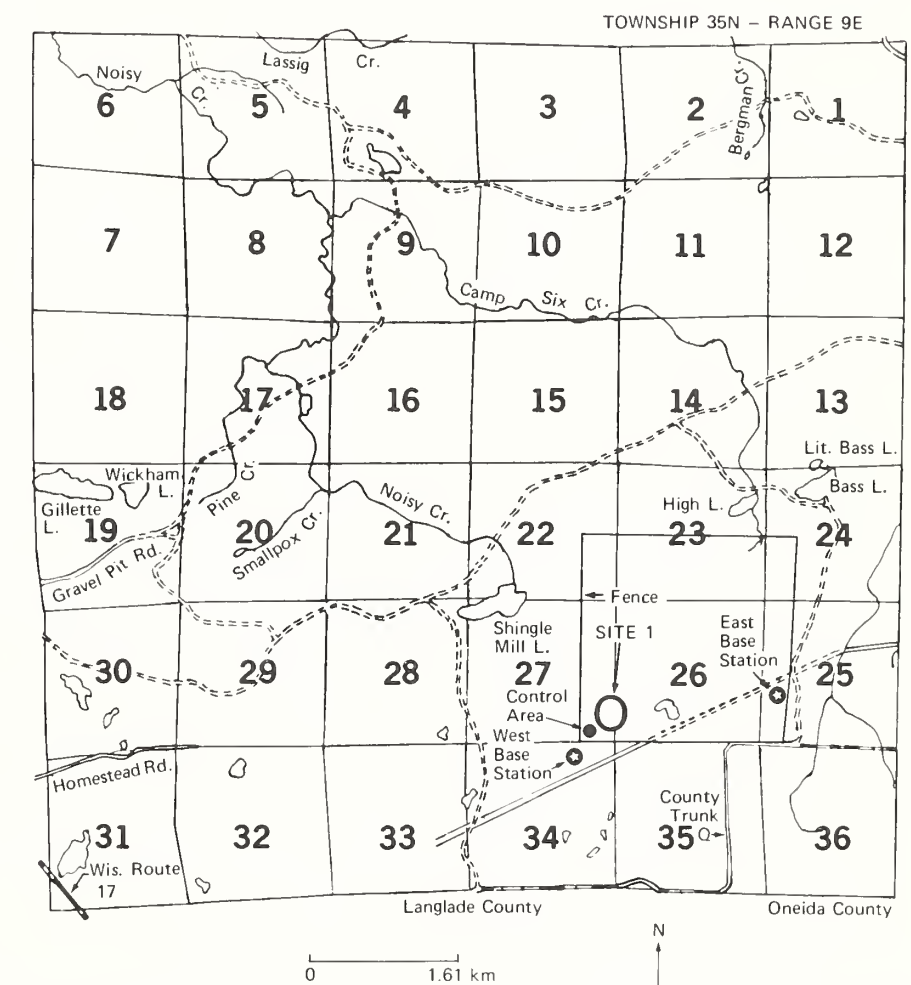 TOWNSHIP 35N – RANGE 9E
Lassig Cr.
Noisy Cr.
Bergman Cr.
6 5 4 3 2 1
7 8 9 10 11 12
Camp Six Cr.
18 17 16 15 14 13
Lit. Bass L.
Bass L.
Wickham L.
Gillette L.
Pine Cr.
Noisy Cr.
High L.
19 20 21 22 23 24
Smallpox Cr.
Gravel Pit Rd.
Fence
SITE 1
Shingle
Mill L.
East
Base
Station
30 29 28 27 26 25
Control
Area
West
Base
Station
Homestead Rd.
County
Trunk
Q
31 32 33 34 35 36
Wis. Route
17
Langlade County
Oneida County
N
0 1.61 km